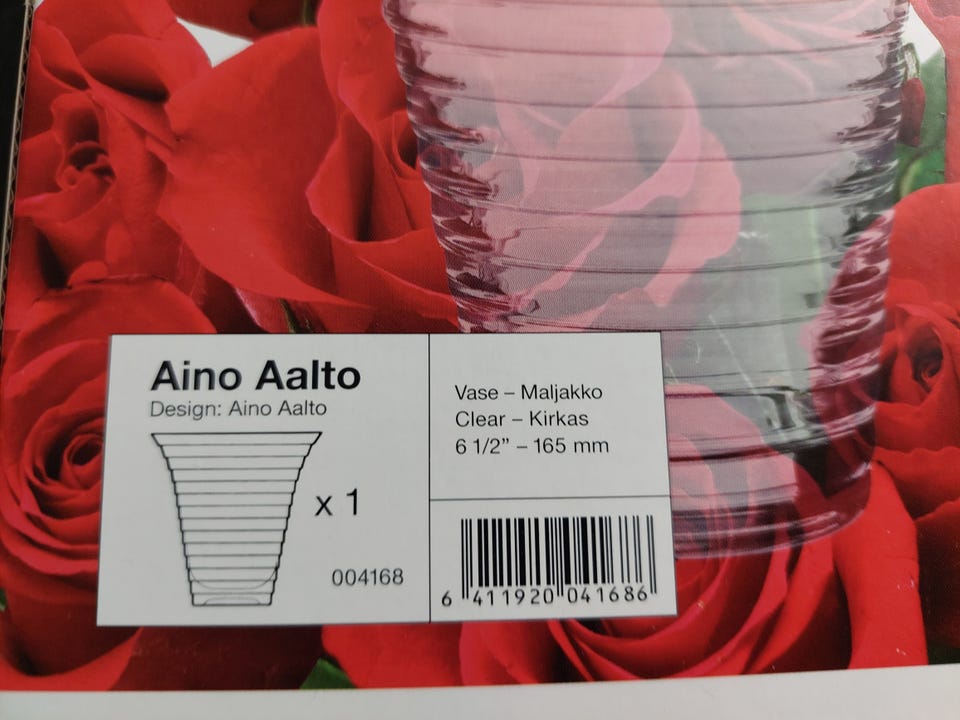 Aino Aalto
Design: Aino Aalto
x 1
004168
Vase – Maljakko
Clear – Kirkas
6 1/2” – 165 mm
6 411920 041686